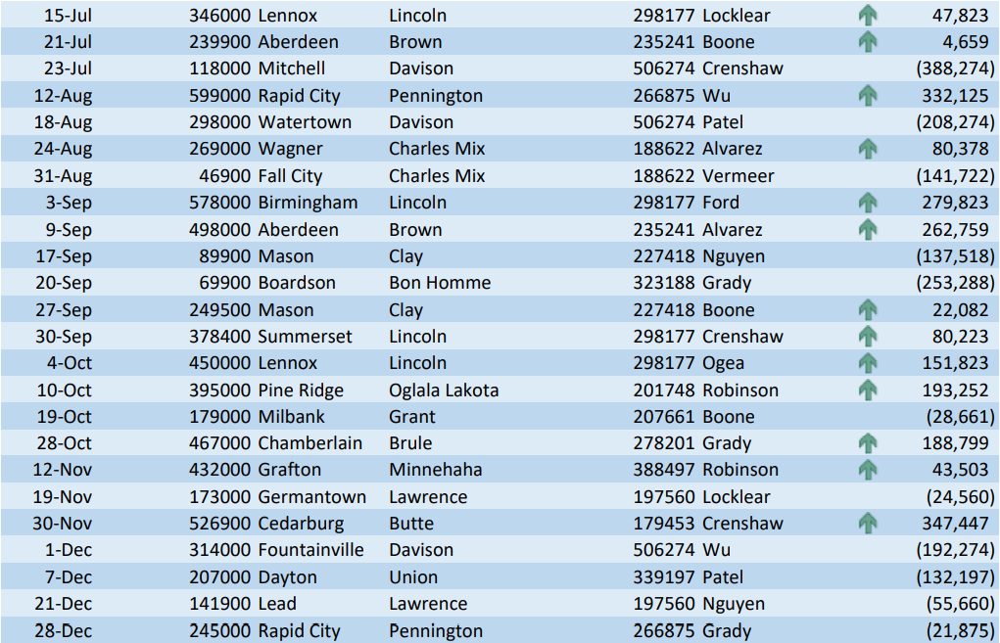 15-Jul 346000 Lennox Lincoln 298177 Locklear 47,823
21-Jul 239900 Aberdeen Brown 235241 Boone 4,659
23-Jul 118000 Mitchell Davison 506274 Crenshaw (388,274)
12-Aug 599000 Rapid City Pennington 266875 Wu 332,125
18-Aug 298000 Watertown Davison 506274 Patel (208,274)
24-Aug 269000 Wagner Charles Mix 188622 Alvarez 80,378
31-Aug 46900 Fall City Charles Mix 188622 Vermeer (141,722)
3-Sep 578000 Birmingham Lincoln 298177 Ford 279,823
9-Sep 498000 Aberdeen Brown 235241 Alvarez 262,759
17-Sep 89900 Mason Clay 227418 Nguyen (137,518)
20-Sep 69900 Boardson Bon Homme 323188 Grady (253,288)
27-Sep 249500 Mason Clay 227418 Boone 22,082
30-Sep 378400 Summerset Lincoln 298177 Crenshaw 80,223
4-Oct 450000 Lennox Lincoln 298177 Ogea 151,823
10-Oct 395000 Pine Ridge Oglala Lakota 201748 Robinson 193,252
19-Oct 179000 Milbank Grant 207661 Boone (28,661)
28-Oct 467000 Chamberlain Brule 278201 Grady 188,799
12-Nov 432000 Grafton Minnehaha 388497 Robinson 43,503
19-Nov 173000 Germantown Lawrence 197560 Locklear (24,560)
30-Nov 526900 Cedarburg Butte 179453 Crenshaw 347,447
1-Dec 314000 Fountainville Davison 506274 Wu (192,274)
7-Dec 207000 Dayton Union 339197 Patel (132,197)
21-Dec 141900 Lead Lawrence 197560 Nguyen (55,660)
28-Dec 245000 Rapid City Pennington 266875 Grady (21,875)